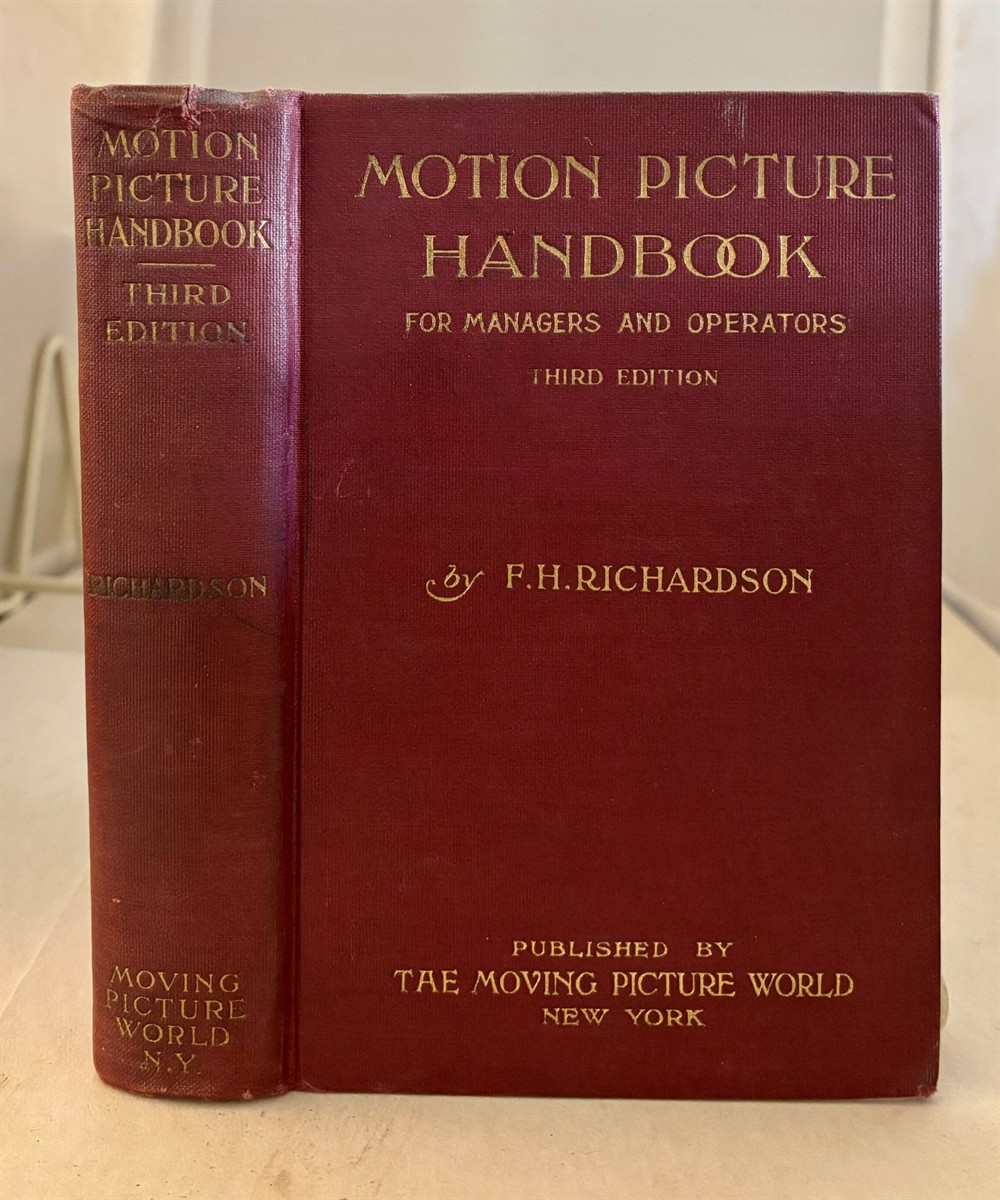 MOTION
PICTURE
HANDBOOK
THIRD
EDITION
RICHARDSON
MOVING
PICTURE
WORLD
N.Y.
MOTION PICTURE
HANDBOOK
FOR MANAGERS AND OPERATORS
THIRD EDITION
by F.H.RICHARDSON
PUBLISHED BY
THE MOVING PICTURE WORLD
NEW YORK